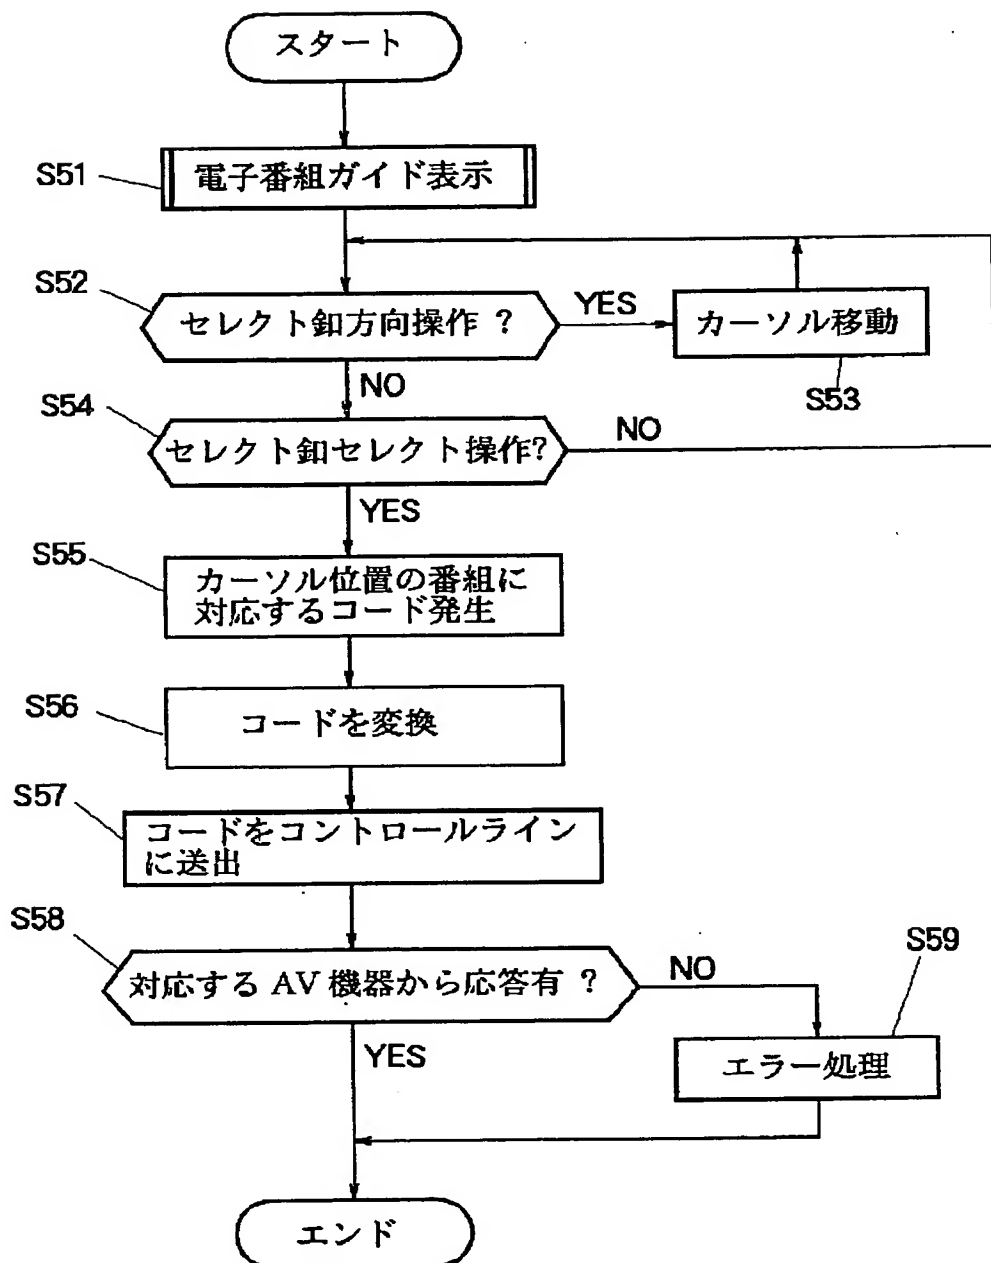 スタート
S51
電子番組ガイド表示
S52
セレクト釦方向操作 ?
YES
カーソル移動
S53
NO
S54
セレクト釦セレクト操作?
NO
YES
S55
カーソル位置の番組に
対応するコード発生
S56
コードを変換
S57
コードをコントロールライン
に送出
S58
対応する AV 機器から応答有 ?
NO
S59
YES
エラー処理
エンド